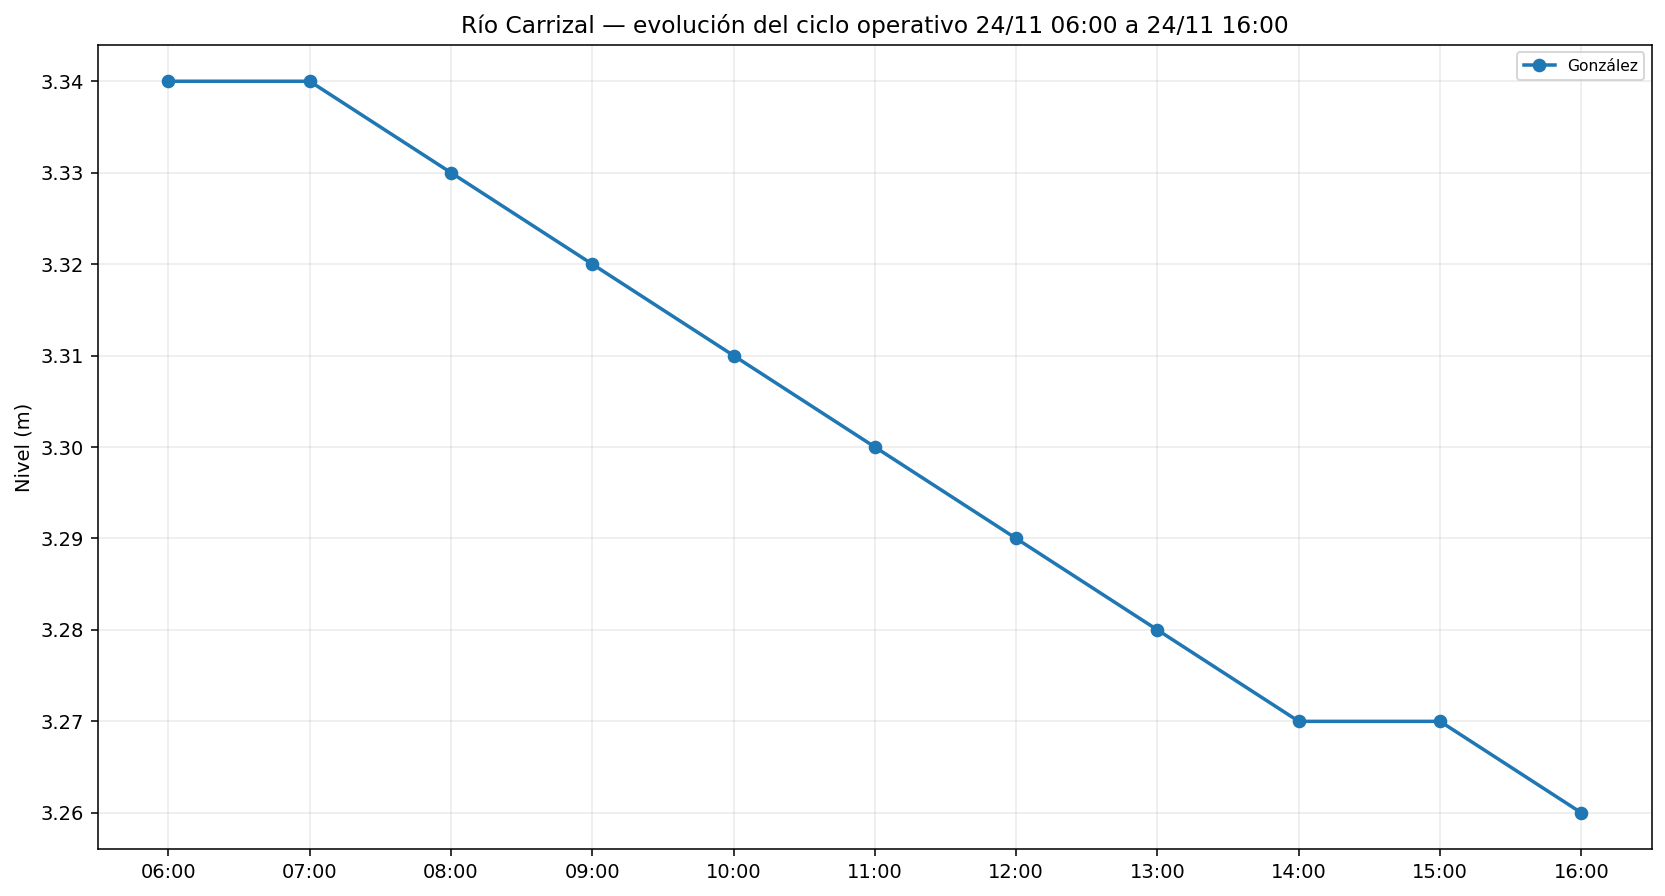 Río Carrizal — evolución del ciclo operativo 24/11 06:00 a 24/11 16:00
González
Nivel (m)
3.34
3.33
3.32
3.31
3.30
3.29
3.28
3.27
3.26
06:00 07:00 08:00 09:00 10:00 11:00 12:00 13:00 14:00 15:00 16:00